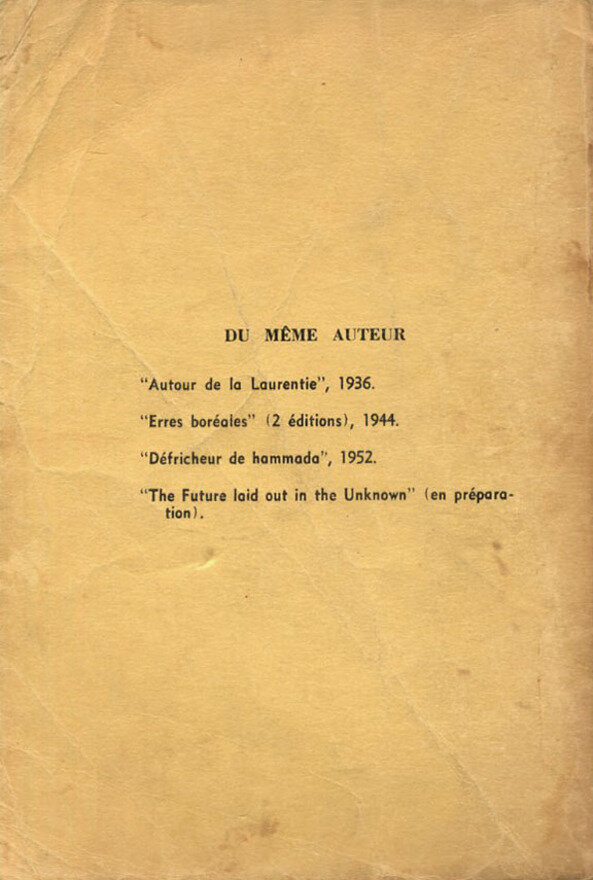 DU MÊME AUTEUR
"Autour de la Laurentie", 1936.
"Erres boréales" (2 éditions), 1944.
"Défricheur de hammada", 1952.
"The Future laid out in the Unknown" (en prépara-
tion).